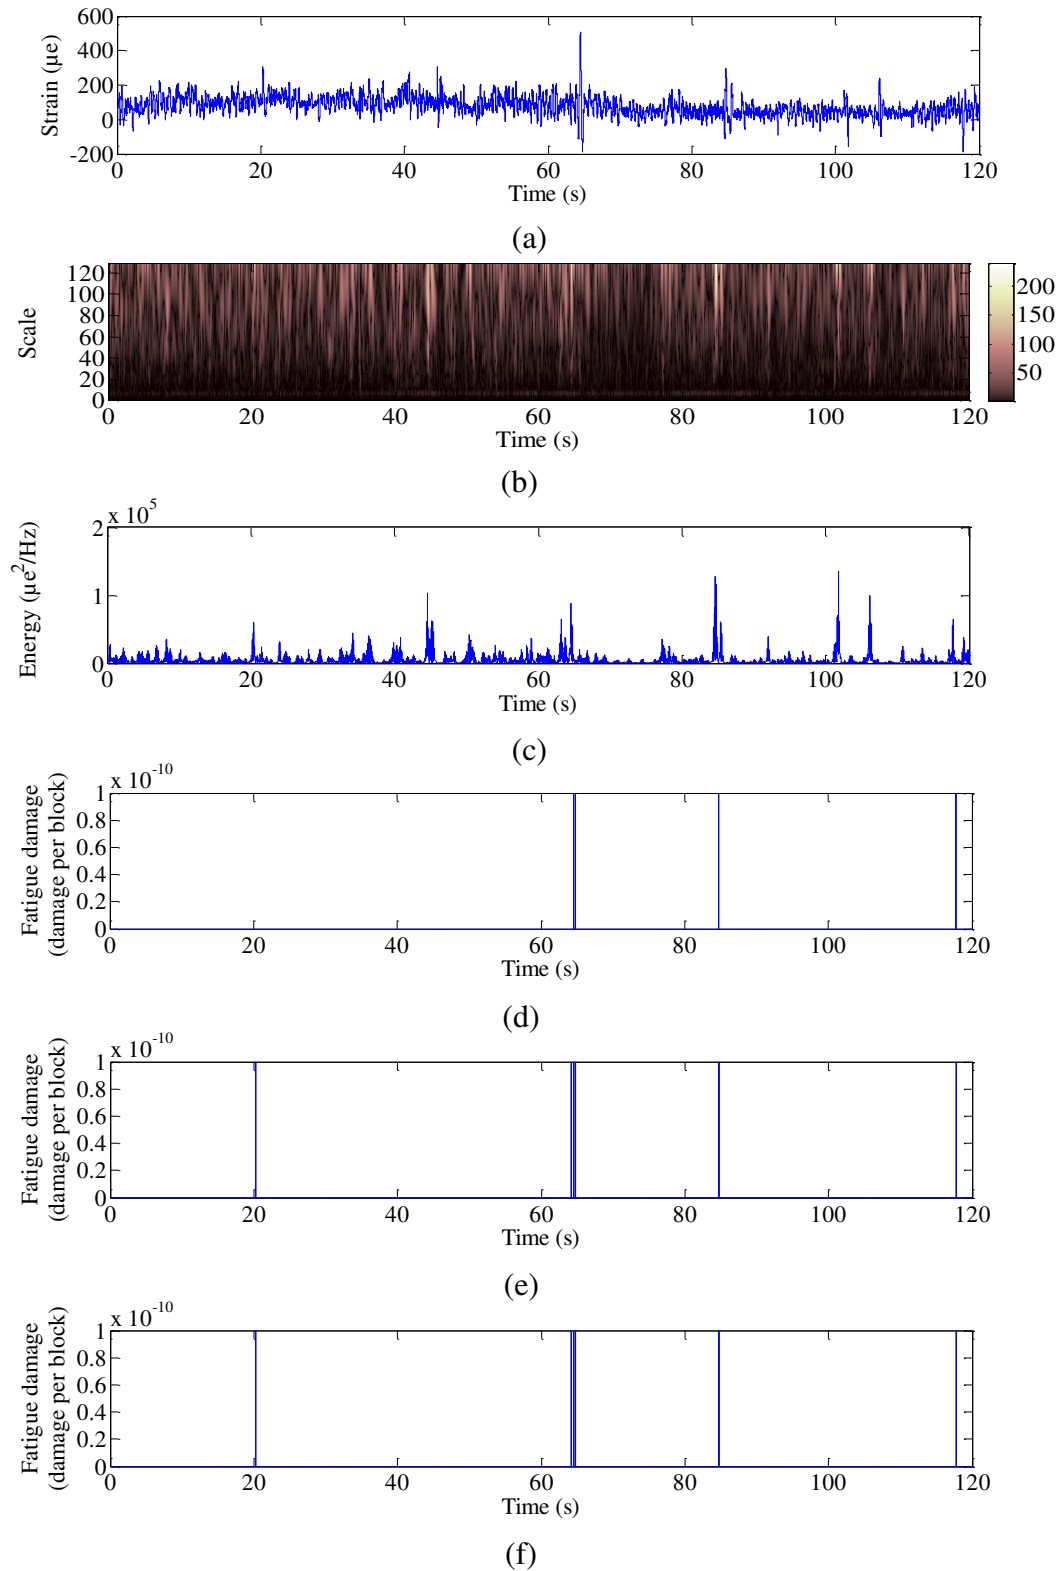 600
400
200
0
-200
Strain (µe)
0 20 40 60 80 100 120
Time (s)
(a)
120
100
80
60
40
20
0
Scale
200
150
100
50
0 20 40 60 80 100 120
Time (s)
(b)
x 10^5
2
1
0
Energy (µe²/Hz)
0 20 40 60 80 100 120
Time (s)
(c)
x 10^-10
1
0.8
0.6
0.4
0.2
0
Fatigue damage
(damage per block)
0 20 40 60 80 100 120
Time (s)
(d)
x 10^-10
1
0.8
0.6
0.4
0.2
0
Fatigue damage
(damage per block)
0 20 40 60 80 100 120
Time (s)
(e)
x 10^-10
1
0.8
0.6
0.4
0.2
0
Fatigue damage
(damage per block)
0 20 40 60 80 100 120
Time (s)
(f)